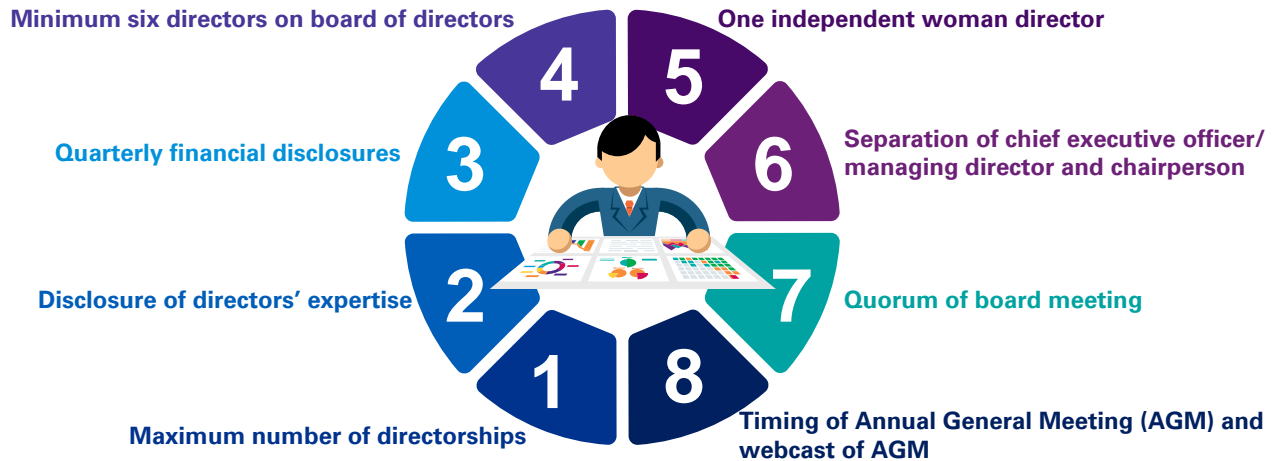 Minimum six directors on board of directors
4
5
One independent woman director
Quarterly financial disclosures
3
6
Separation of chief executive officer/
managing director and chairperson
Disclosure of directors’ expertise
2
7
Quorum of board meeting
1
8
Maximum number of directorships
Timing of Annual General Meeting (AGM) and
webcast of AGM